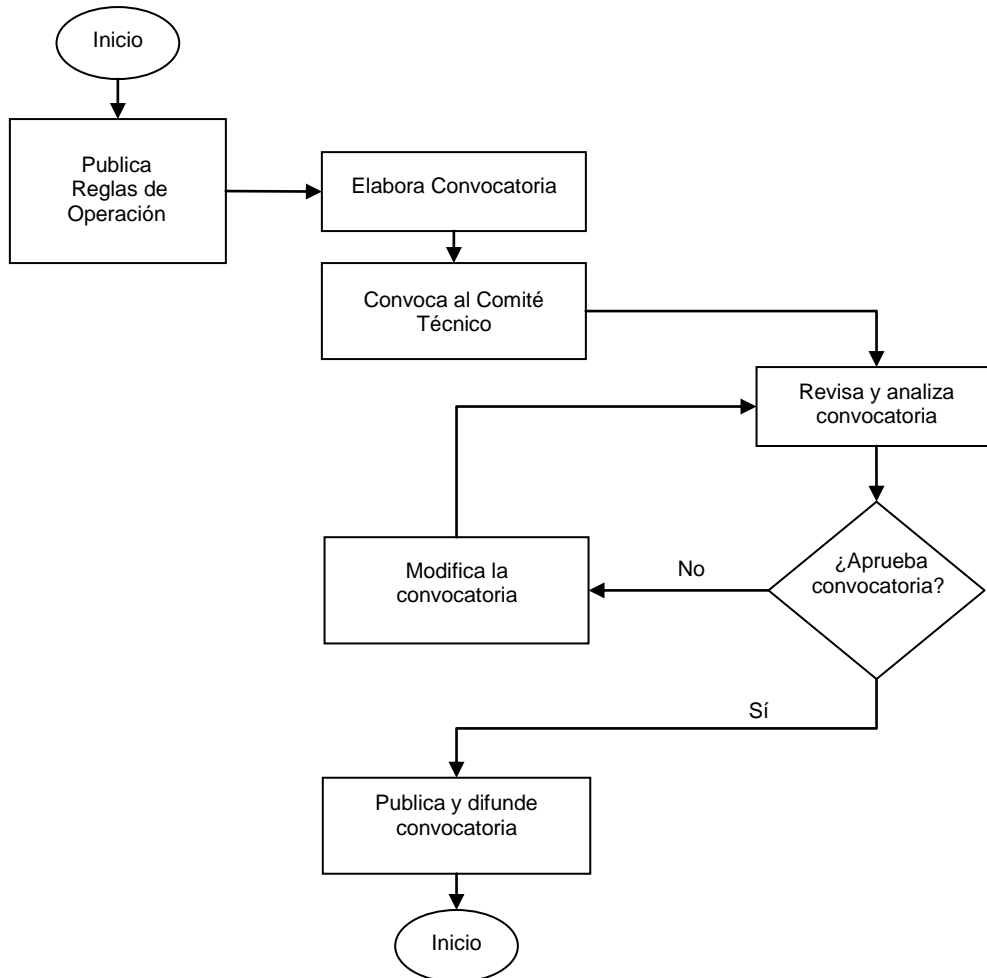 Inicio
Publica
Reglas de
Operación
Elabora Convocatoria
Convoca al Comité
Técnico
Revisa y analiza
convocatoria
¿Aprueba
convocatoria?
No
Modifica la
convocatoria
Sí
Publica y difunde
convocatoria
Inicio